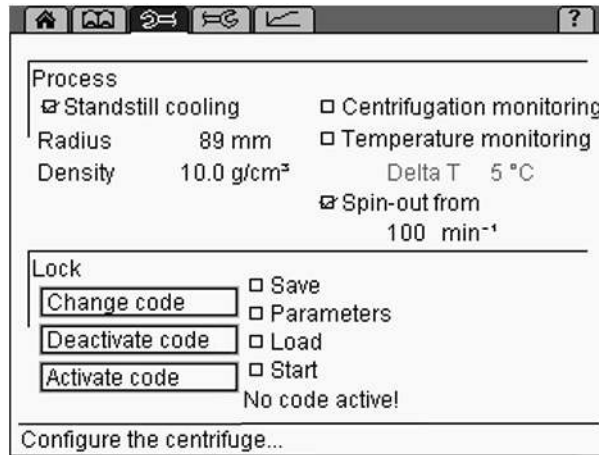 ?
Process
Standstill cooling
Centrifugation monitoring
Radius 89 mm
Temperature monitoring
Density 10.0 g/cm³
Delta T 5 °C
Spin-out from
100 min⁻¹
Lock
Save
Change code
Parameters
Deactivate code
Load
Activate code
Start
No code active!
Configure the centrifuge...